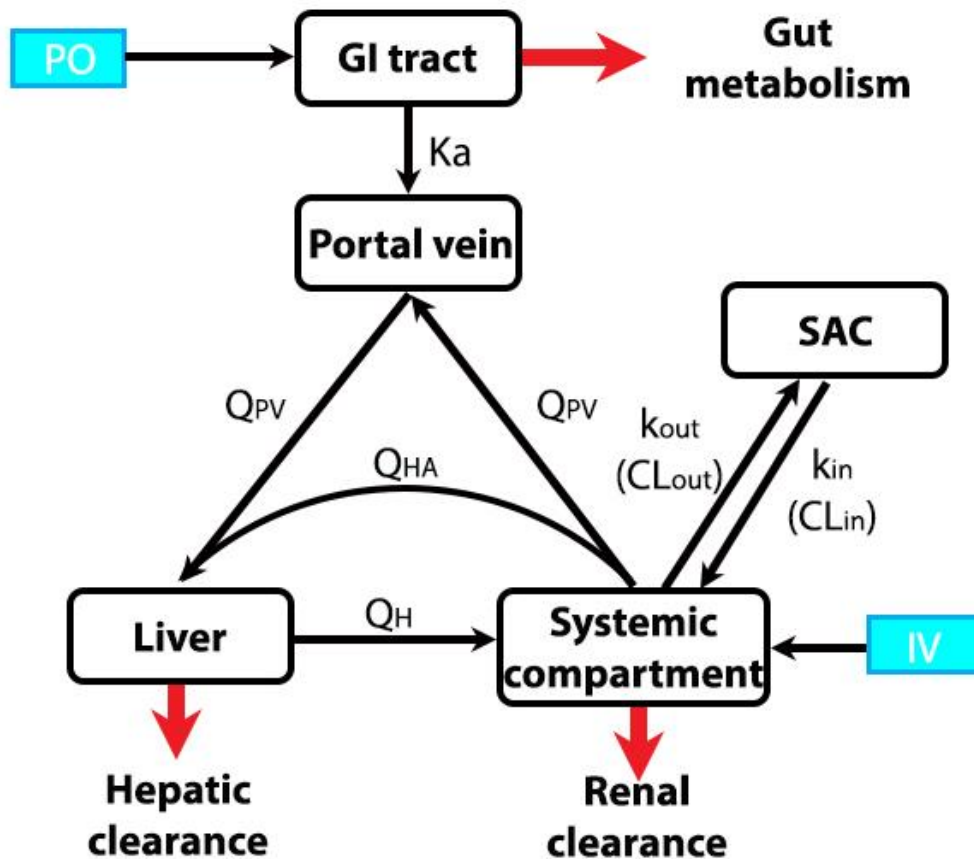 PO
GI tract
Gut
metabolism
Ka
Portal vein
SAC
QPV
QPV
QHA
kout
(CLout)
kin
(CLin)
Liver
QH
Systemic
compartment
IV
Hepatic
clearance
Renal
clearance